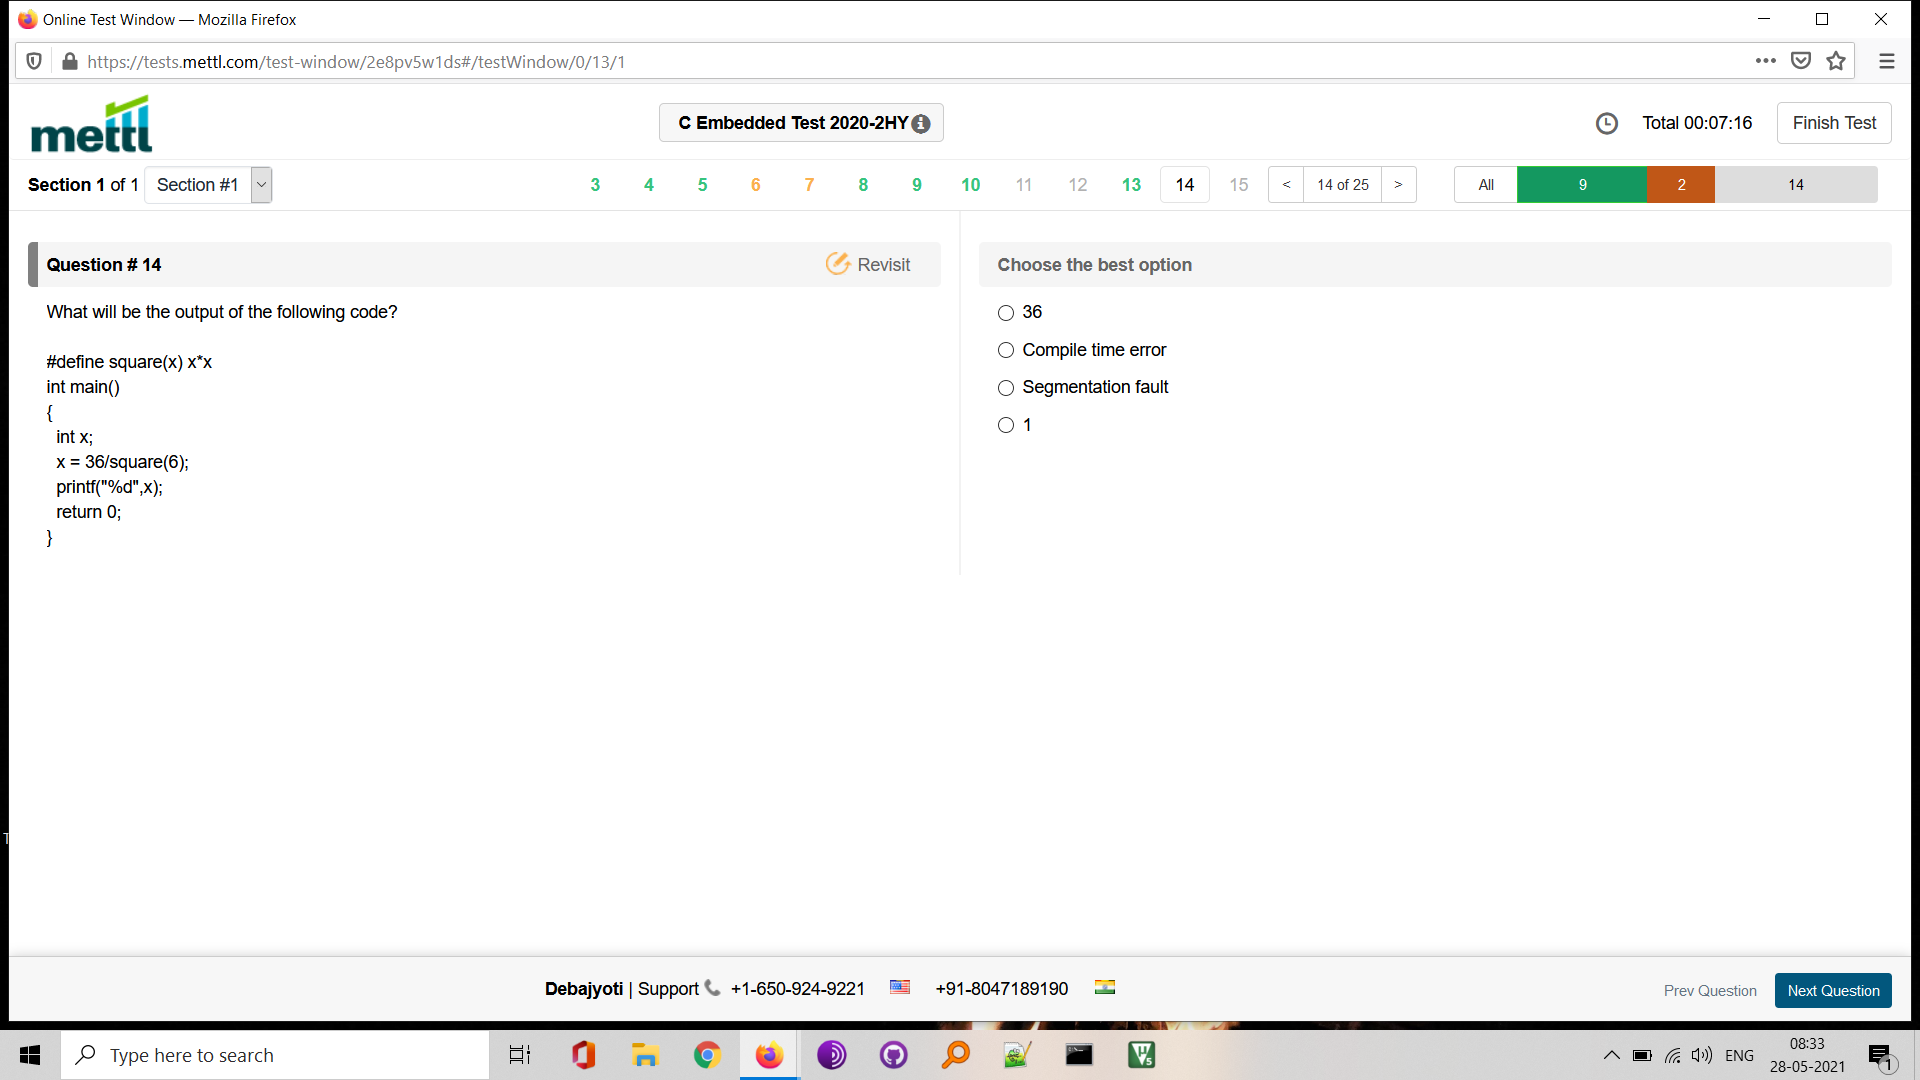 Online Test Window — Mozilla Firefox
https://tests.mettl.com/test-window/2e8pv5w1ds#/testWindow/0/13/1
mettl
C Embedded Test 2020-2HY
Total 00:07:16
Finish Test
Section 1 of 1 Section #1
3 4 5 6 7 8 9 10 11 12 13 14 15 < 14 of 25 > All 9 2 14
Question # 14
Revisit
What will be the output of the following code?
#define square(x) x*x
int main()
{
int x;
x = 36/square(6);
printf("%d",x);
return 0;
}
Choose the best option
36
Compile time error
Segmentation fault
1
T
Debajyoti | Support +1-650-924-9221 +91-8047189190
Prev Question
Next Question
Type here to search
ENG
08:33
28-05-2021
1